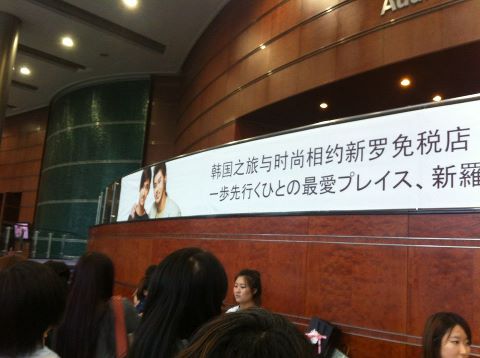 韩国之旅与时尚相约新罗免税店
一歩先行くひとの最愛プレイス、新羅